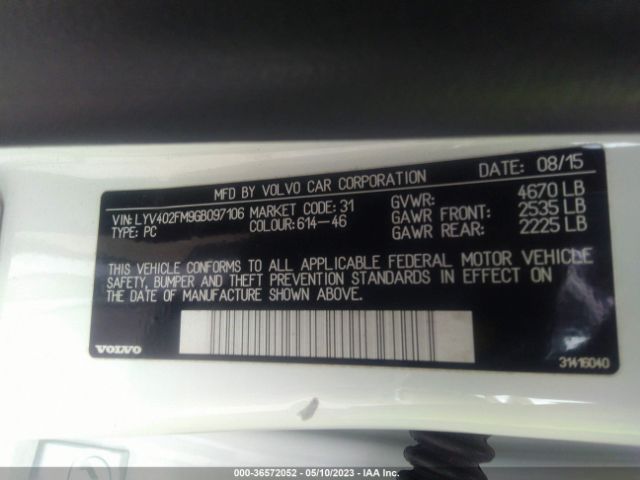 MFD BY VOLVO CAR CORPORATION DATE: 08/15
VIN: LYV402FM9GB097106 MARKET CODE: 31 GVWR: 4670 LB
TYPE: PC COLOUR: 614-46 GAWR FRONT: 2535 LB
GAWR REAR: 2225 LB
THIS VEHICLE CONFORMS TO ALL APPLICABLE FEDERAL MOTOR VEHICLE
SAFETY, BUMPER AND THEFT PREVENTION STANDARDS IN EFFECT ON
THE DATE OF MANUFACTURE SHOWN ABOVE.
VOLVO 31416040
000-36572052 - 05/10/2023 - IAA Inc.